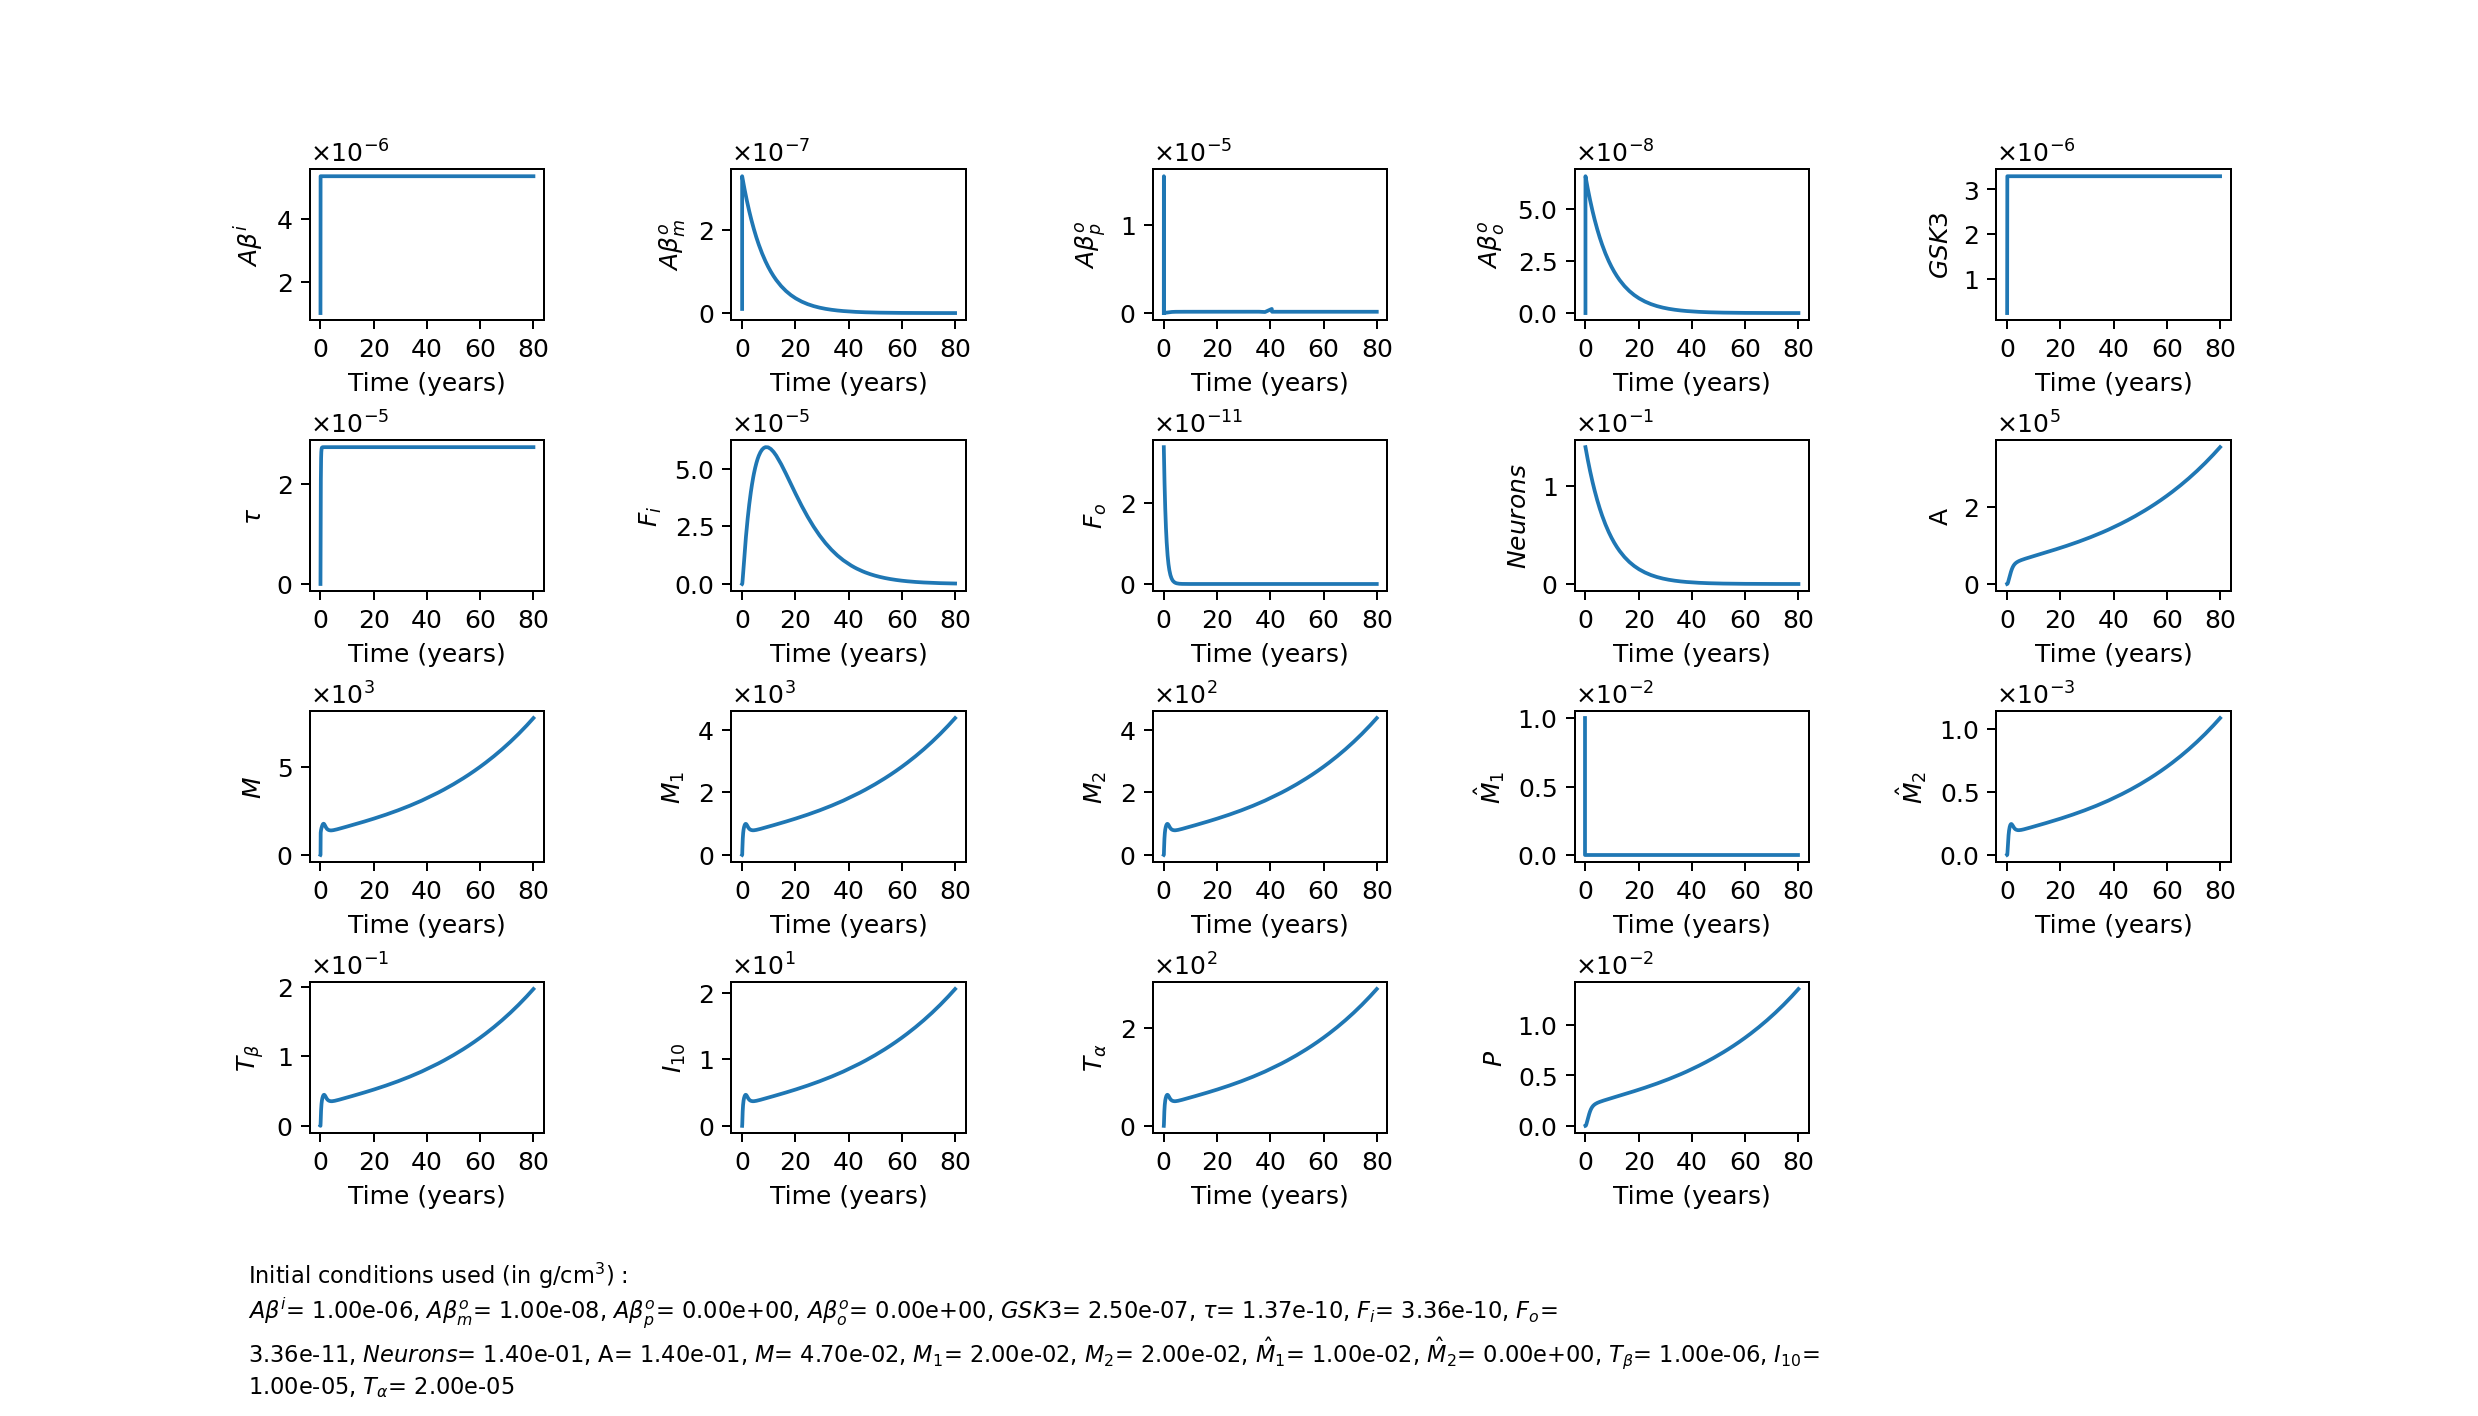 ×10⁻⁶ ×10⁻⁷ ×10⁻⁵ ×10⁻⁸ ×10⁻⁶
Aβⁱ 4 2
Aβₘᵒ 2 0
Aβₚᵒ 1 0
Aβₒᵒ 5.0 2.5 0.0
GSK3 3 2 1
0 20 40 60 80 0 20 40 60 80 0 20 40 60 80 0 20 40 60 80 0 20 40 60 80
Time (years) Time (years) Time (years) Time (years) Time (years)
×10⁻⁵ ×10⁻⁵ ×10⁻¹¹ ×10⁻¹ ×10⁵
τ 2 0
Fᵢ 5.0 2.5 0.0
Fₒ 2 0
Neurons 1 0
A 2 0
0 20 40 60 80 0 20 40 60 80 0 20 40 60 80 0 20 40 60 80 0 20 40 60 80
Time (years) Time (years) Time (years) Time (years) Time (years)
×10³ ×10³ ×10² ×10⁻² ×10⁻³
M 5 0
M₁ 4 2 0
M₂ 4 2 0
M̂₁ 1.0 0.5 0.0
M̂₂ 1.0 0.5 0.0
0 20 40 60 80 0 20 40 60 80 0 20 40 60 80 0 20 40 60 80 0 20 40 60 80
Time (years) Time (years) Time (years) Time (years) Time (years)
×10⁻¹ ×10¹ ×10² ×10⁻²
Tᵦ 2 1 0
I₁₀ 2 1 0
T_α 2 0
P 1.0 0.5 0.0
0 20 40 60 80 0 20 40 60 80 0 20 40 60 80 0 20 40 60 80
Time (years) Time (years) Time (years) Time (years)
Initial conditions used (in g/cm³) :
Aβⁱ= 1.00e-06, Aβₘᵒ= 1.00e-08, Aβₚᵒ= 0.00e+00, Aβₒᵒ= 0.00e+00, GSK3= 2.50e-07, τ= 1.37e-10, Fᵢ= 3.36e-10, Fₒ=
3.36e-11, Neurons= 1.40e-01, A= 1.40e-01, M= 4.70e-02, M₁= 2.00e-02, M₂= 2.00e-02, M̂₁= 1.00e-02, M̂₂= 0.00e+00, Tᵦ= 1.00e-06, I₁₀=
1.00e-05, T_α= 2.00e-05